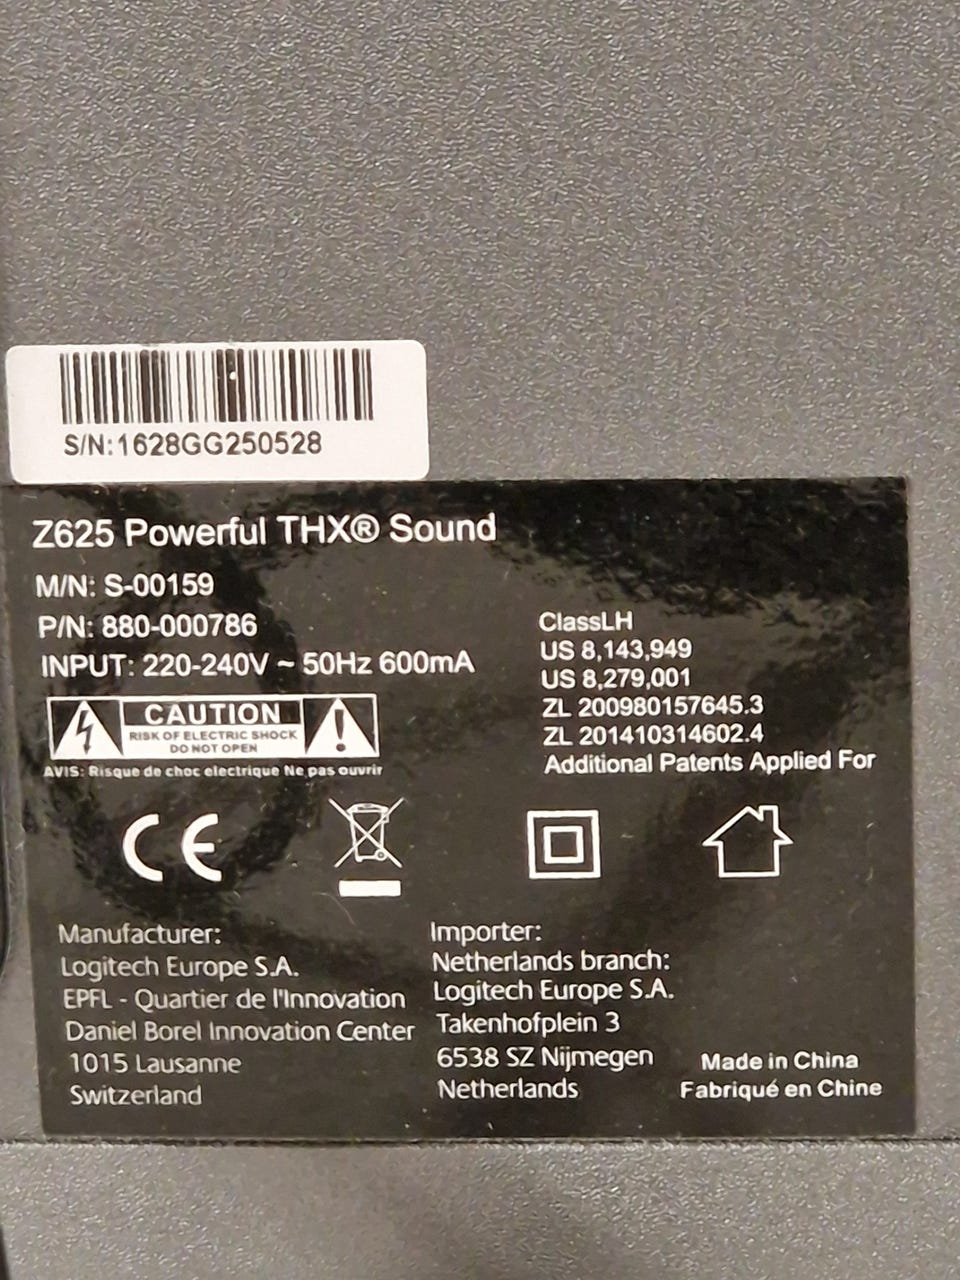 S/N:1628GG250528
Z625 Powerful THX® Sound
M/N: S-00159
P/N: 880-000786
INPUT: 220-240V ~ 50Hz 600mA
ClassLH
US 8,143,949
US 8,279,001
ZL 200980157645.3
ZL 201410314602.4
Additional Patents Applied For
CAUTION
RISK OF ELECTRIC SHOCK
DO NOT OPEN
AVIS: Risque de choc electrique Ne pas ouvrir
CE
Manufacturer:
Logitech Europe S.A.
EPFL - Quartier de l'Innovation
Daniel Borel Innovation Center
1015 Lausanne
Switzerland
Importer:
Netherlands branch:
Logitech Europe S.A.
Takenhofplein 3
6538 SZ Nijmegen
Netherlands
Made in China
Fabriqué en Chine